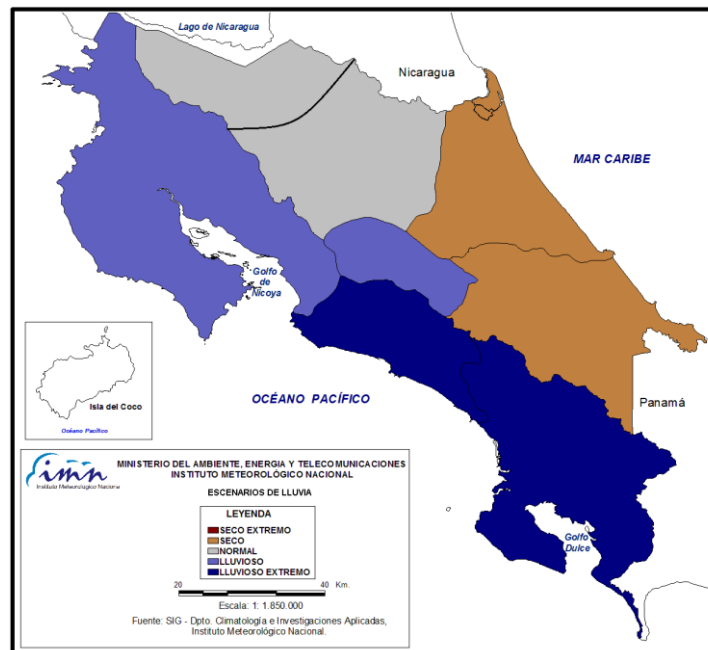 Lago de Nicaragua
Nicaragua
MAR CARIBE
Golfo
de
Nicoya
Isla del Coco
Océano Pacífico
OCÉANO PACÍFICO
Panamá
imn
Instituto Meteorológico Nacional
MINISTERIO DEL AMBIENTE, ENERGIA Y TELECOMUNICACIONES
INSTITUTO METEOROLÓGICO NACIONAL
ESCENARIOS DE LLUVIA
LEYENDA
SECO EXTREMO
SECO
NORMAL
LLUVIOSO
LLUVIOSO EXTREMO
20 40 Km.
Escala: 1: 1.850.000
Fuente: SIG - Dpto. Climatología e Investigaciones Aplicadas,
Instituto Meteorológico Nacional.
Golfo
Dulce